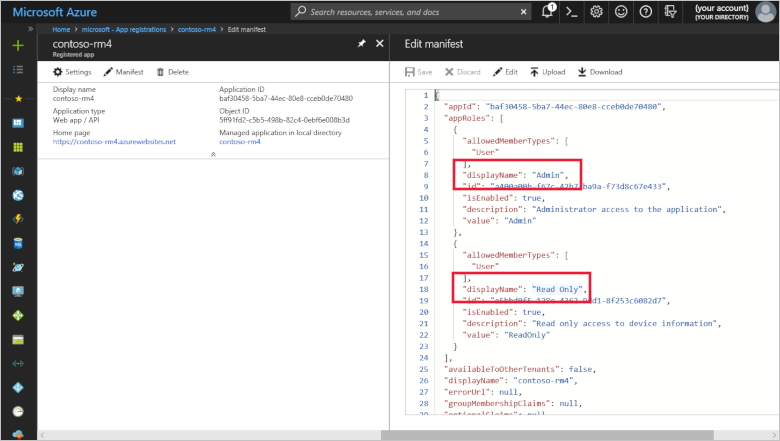 Microsoft Azure
Search resources, services, and docs
1
(your account)
(YOUR DIRECTORY)
Home > microsoft - App registrations > contoso-rm4 > Edit manifest
contoso-rm4
Registered app
Settings
Manifest
Delete
Display name
contoso-rm4
Application type
Web app / API
Home page
https://contoso-rm4.azurewebsites.net
Application ID
baf30458-5ba7-44ec-80e8-cceb0de70480
Object ID
5ff91fd2-c5b5-498b-82c4-0ebf6e008b3d
Managed application in local directory
contoso-rm4
Edit manifest
Save
Discard
Edit
Upload
Download
1 {
2 "appId": "baf30458-5ba7-44ec-80e8-cceb0de70480",
3 "appRoles": [
4 {
5 "allowedMemberTypes": [
6 "User"
7 ],
8 "displayName": "Admin",
9 "id":
10 "isEnabled": true,
11 "description": "Administrator access to the application",
12 "value": "Admin"
13 },
14 {
15 "allowedMemberTypes": [
16 "User"
17 ],
18 "displayName": "Read Only",
19 "id":
20 "isEnabled": true,
21 "description": "Read only access to device information",
22 "value": "ReadOnly"
23 }
24 ],
25 "availableToOtherTenants": false,
26 "displayName": "contoso-rm4",
27 "errorUrl": null,
28 "groupMembershipClaims": null,
29 "optionalClaims": null,